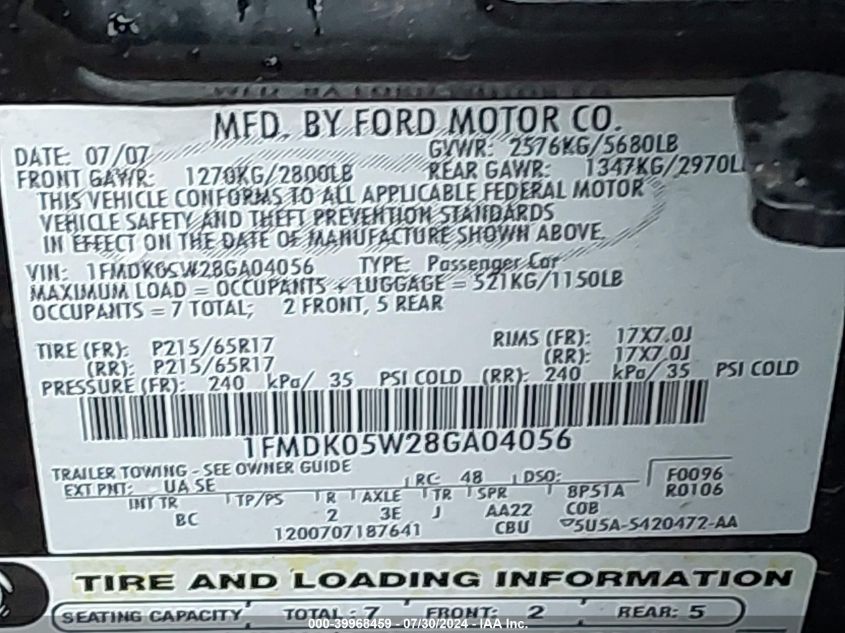 MFD. BY FORD MOTOR CO.
DATE: 07/07 GVWR: 2576KG/5680LB
FRONT GAWR: 1270KG/2800LB REAR GAWR: 1347KG/2970L
THIS VEHICLE CONFORMS TO ALL APPLICABLE FEDERAL MOTOR
VEHICLE SAFETY AND THEFT PREVENTION STANDARDS
IN EFFECT ON THE DATE OF MANUFACTURE SHOWN ABOVE.
VIN: 1FMDK05W28GA04056 TYPE: Passenger Car
MAXIMUM LOAD = OCCUPANTS + LUGGAGE = 521KG/1150LB
OCCUPANTS = 7 TOTAL; 2 FRONT, 5 REAR
TIRE (FR): P215/65R17 RIMS (FR): 17X7.0J
(RR): P215/65R17 (RR): 17X7.0J
PRESSURE (FR): 240 kPa/ 35 PSI COLD (RR): 240 kPa/ 35 PSI COLD
1FMDK05W28GA04056
TRAILER TOWING - SEE OWNER GUIDE
EXT PNT: UA SE RC: 48 DSO: F0096
INT TR TP/PS R AXLE TR SPR 8P51A R0106
BC 2 3E J AA22 COB
1200707187641 CBU 5U5A-5420472-AA
TIRE AND LOADING INFORMATION
SEATING CAPACITY TOTAL : 7 FRONT: 2 REAR: 5
000-39968459 - 07/30/2024 - IAA Inc.